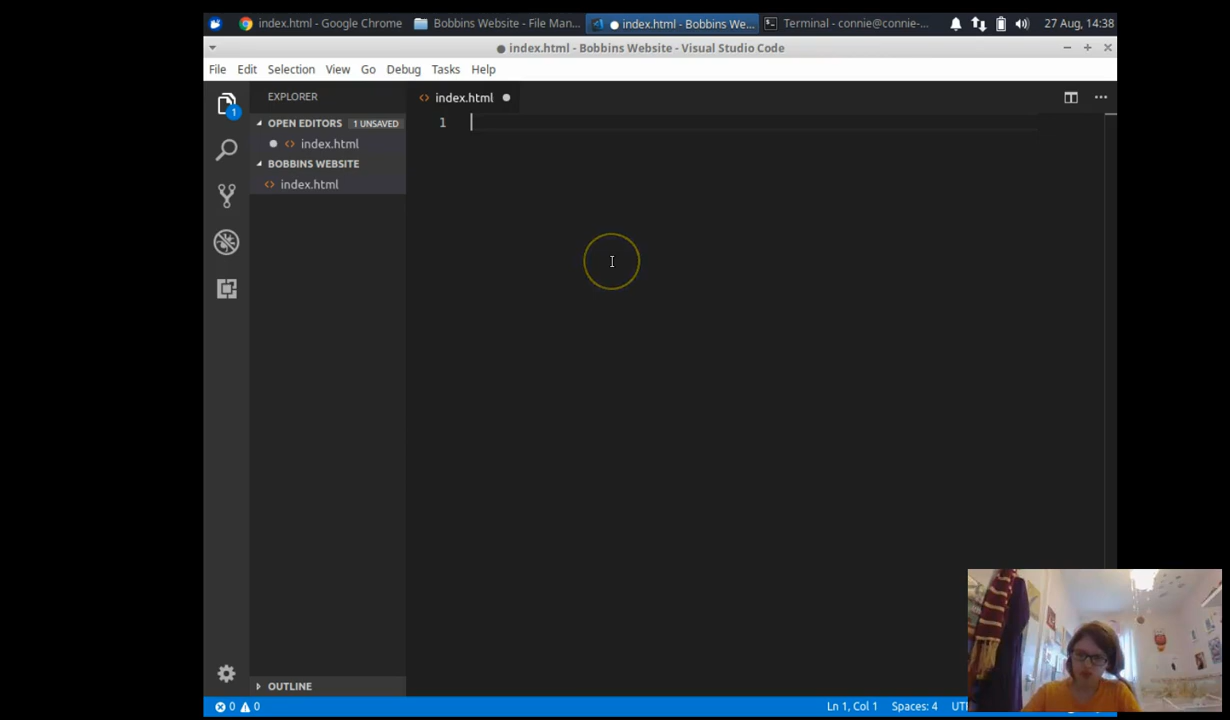 index.html - Google Chrome Bobbins Website - File Man... index.html - Bobbins We... Terminal - connie@connie-... 27 Aug, 14:38
index.html - Bobbins Website - Visual Studio Code
File Edit Selection View Go Debug Tasks Help
EXPLORER index.html
OPEN EDITORS 1 UNSAVED 1
1
index.html
BOBBINS WEBSITE
index.html
OUTLINE
0 0 Ln 1, Col 1 Spaces: 4 UT